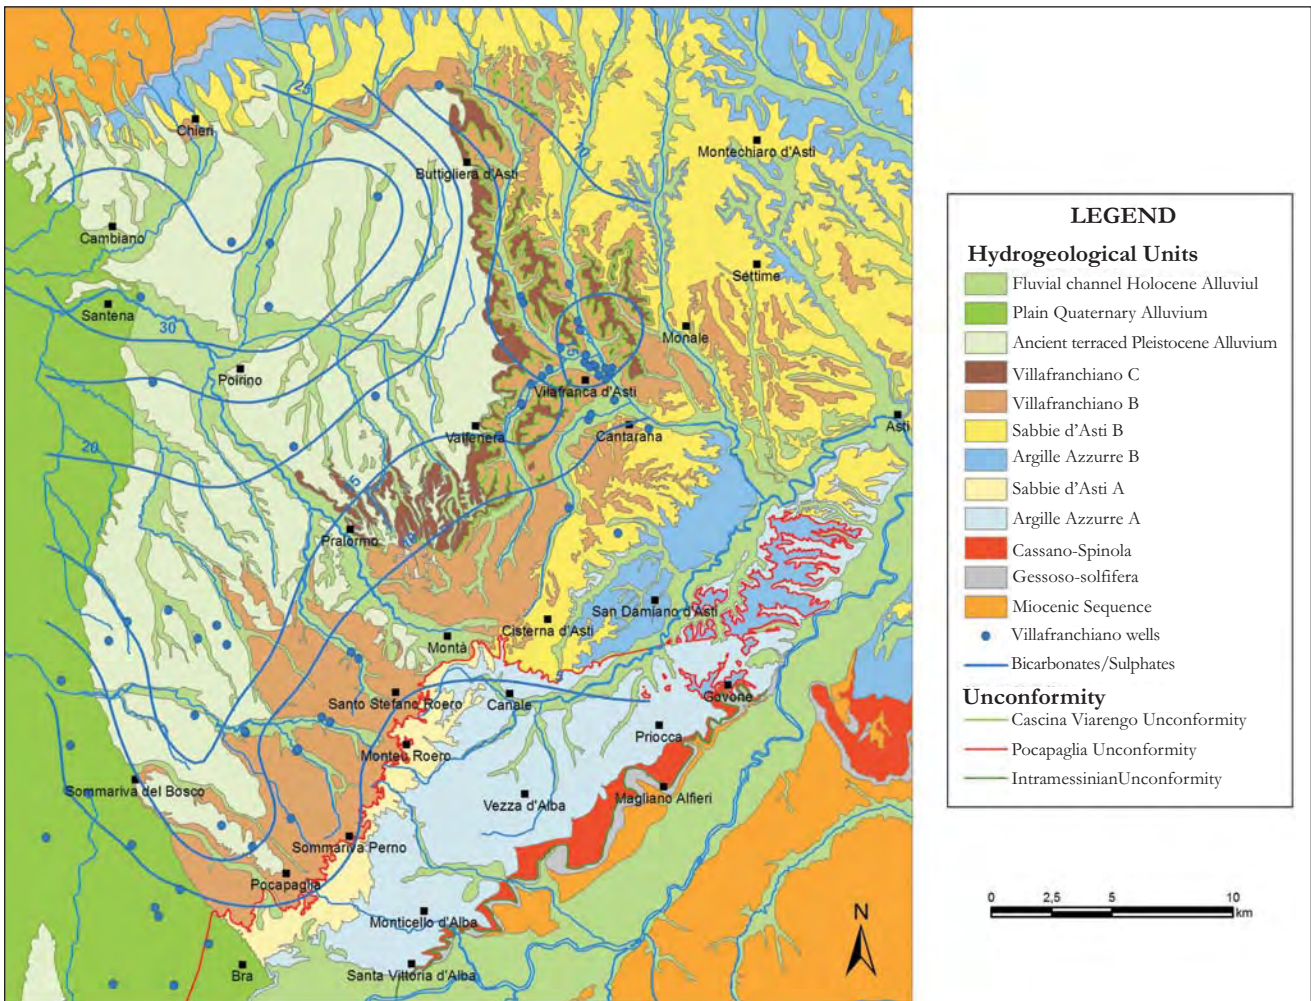 25
Chieri
10
Montechiaro d'Asti
Buttigliera d'Asti
Cambiano
Settime
Santena
30
Monale
15
Poirino
Vilafranca d'Asti
Asti
Valfenera
Cantarana
20
15
Pralormo
10
San Damiano d'Asti
Cisterna d'Asti
Montà
Santo Stefano Roero
Canale
5
Govone
Priocca
Monteu Roero
Sommariva del Bosco
Vezza d'Alba
Magliano Alfieri
Sommariva Perno
Pocapaglia
Monticello d'Alba
Bra
Santa Vittoria d'Alba
N
LEGEND
Hydrogeological Units
Fluvial channel Holocene Alluviul
Plain Quaternary Alluvium
Ancient terraced Pleistocene Alluvium
Villafranchiano C
Villafranchiano B
Sabbie d'Asti B
Argille Azzurre B
Sabbie d'Asti A
Argille Azzurre A
Cassano-Spinola
Gessoso-solfifera
Miocenic Sequence
Villafranchiano wells
Bicarbonates/Sulphates
Unconformity
Cascina Viarengo Unconformity
Pocapaglia Unconformity
IntramessinianUnconformity
0 2,5 5 10
km